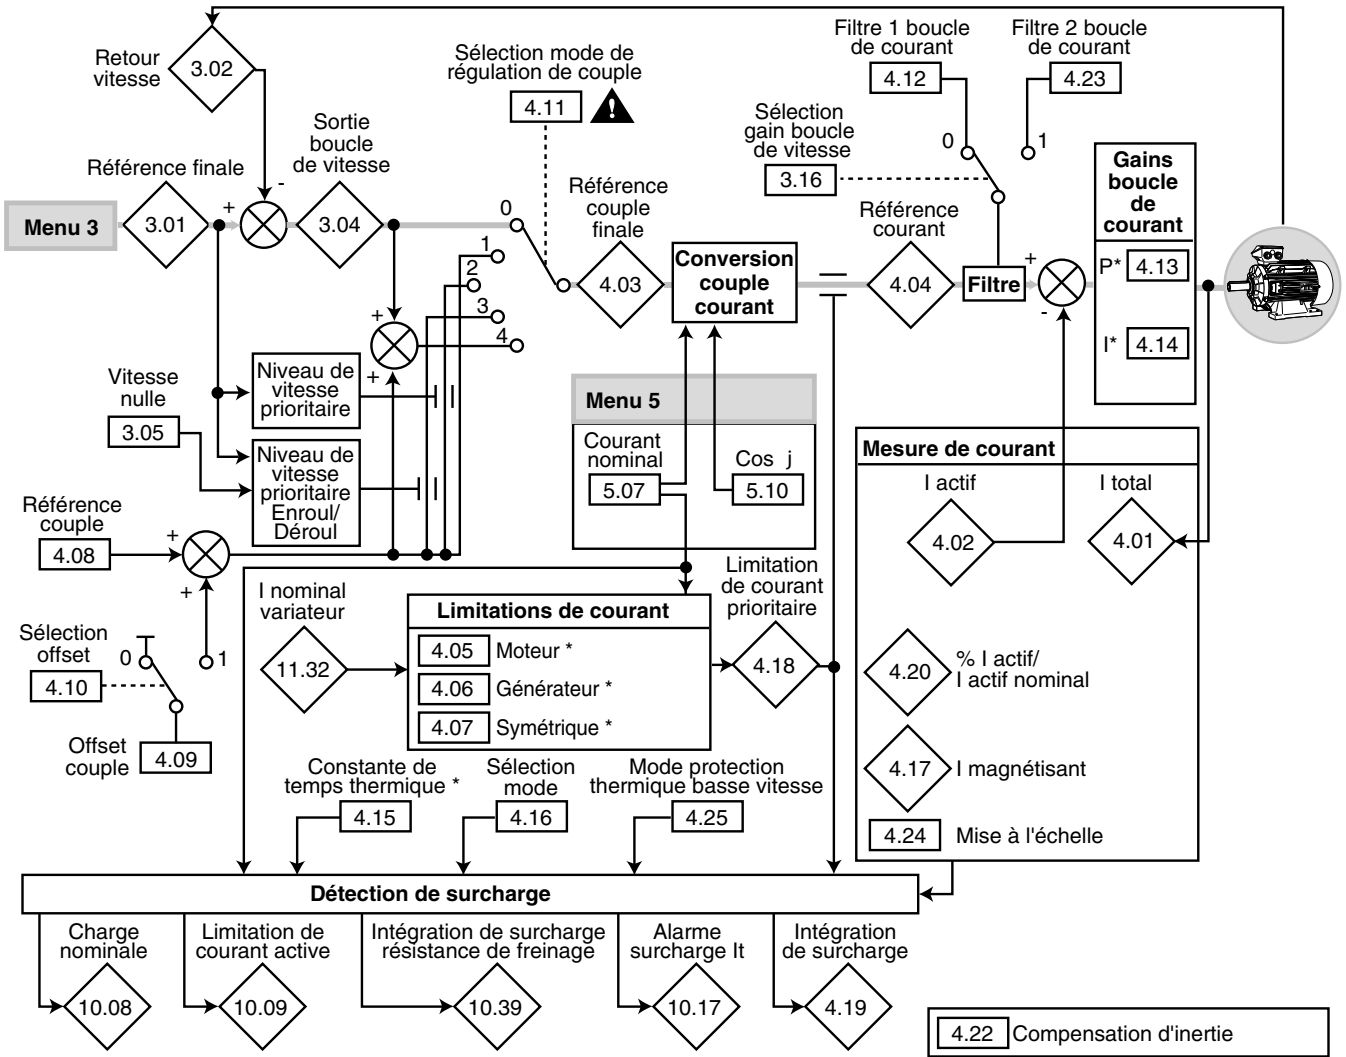 Retour
vitesse
3.02
Sélection mode de
régulation de couple
4.11
Filtre 1 boucle
de courant
4.12
Filtre 2 boucle
de courant
4.23
Sélection
gain boucle
de vitesse
3.16
0
1
Sortie
boucle
de vitesse
Référence finale
Menu 3
3.01
+
-
3.04
0
1
2
3
4
Référence
couple
finale
4.03
Conversion
couple
courant
Référence
courant
4.04
Filtre
+
-
Gains
boucle
de
courant
P*
4.13
I*
4.14
+
+
Vitesse
nulle
3.05
Niveau de
vitesse
prioritaire
Niveau de
vitesse
prioritaire
Enroul/
Déroul
Menu 5
Courant
nominal
5.07
Cos j
5.10
Référence
couple
4.08
+
+
Sélection
offset
4.10
0
1
Offset
couple
4.09
I nominal
variateur
11.32
Limitations de courant
4.05 Moteur *
4.06 Générateur *
4.07 Symétrique *
Limitation
de courant
prioritaire
4.18
Mesure de courant
I actif
4.02
I total
4.01
4.20
% I actif/
I actif nominal
4.17 I magnétisant
4.24 Mise à l'échelle
Constante de
temps thermique *
4.15
Sélection
mode
4.16
Mode protection
thermique basse vitesse
4.25
Détection de surcharge
Charge
nominale
10.08
Limitation de
courant active
10.09
Intégration de surcharge
résistance de freinage
10.39
Alarme
surcharge It
10.17
Intégration
de surcharge
4.19
4.22 Compensation d'inertie